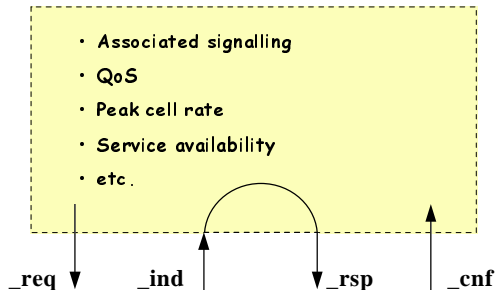 • Associated signalling
• QoS
• Peak cell rate
• Service availability
• etc.
_req _ind _rsp _cnf